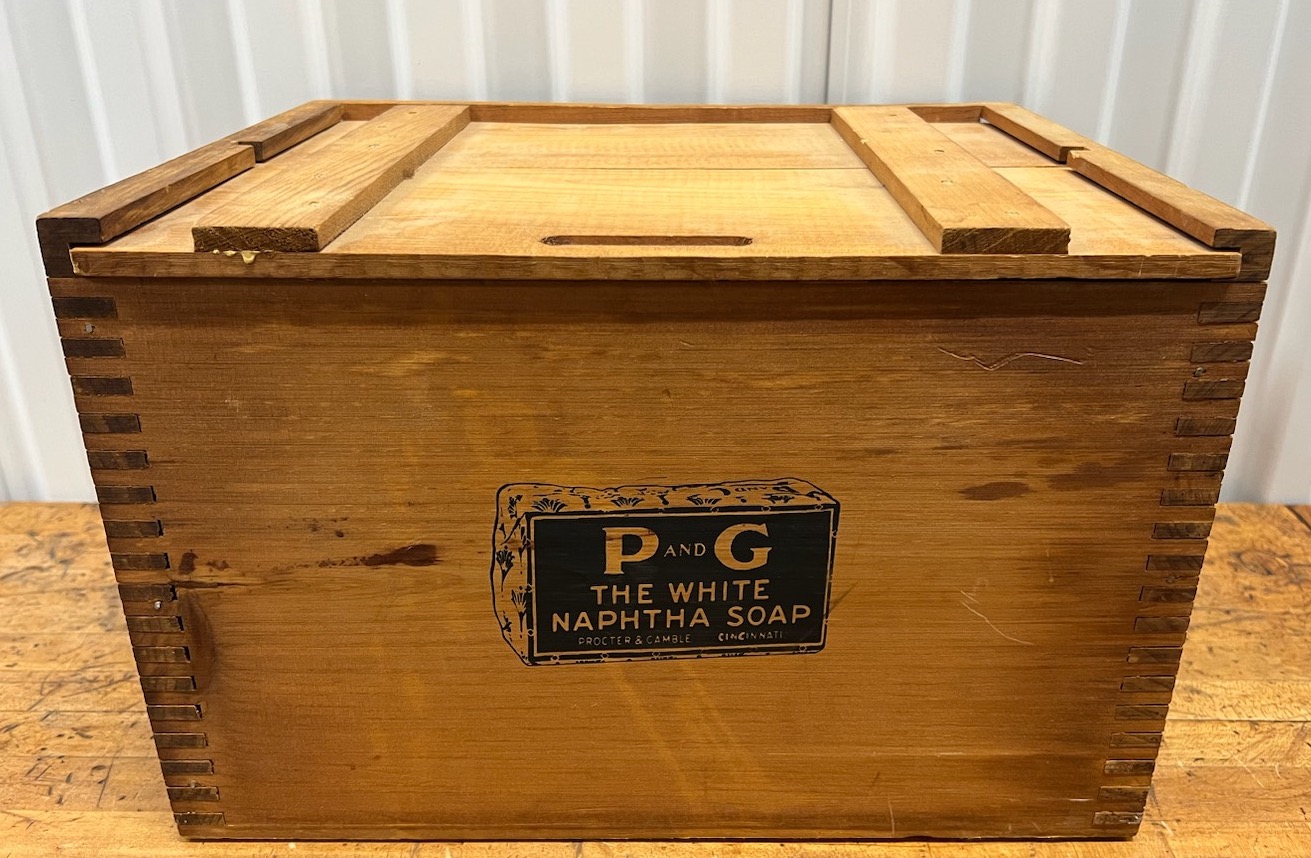 P AND G
THE WHITE
NAPHTHA SOAP
PROCTER & GAMBLE CINCINNATI